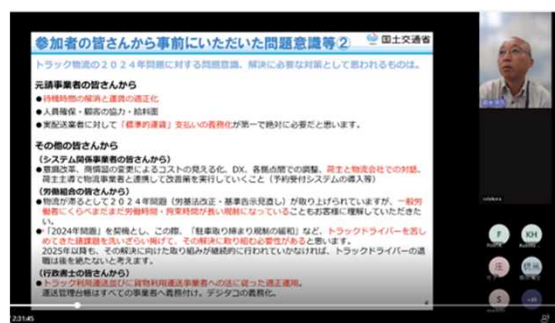 参加者の皆さんから事前にいただいた問題意識等②
国土交通省
トラック物流の2024年問題に対する問題意識、解決に必要な対策として思われるものは。
元請事業者の皆さんから
●待機時間の解消と運賃の適正化
●人員確保・顧客の協力・給料面
●実配送業者に対して「標準的運賃」支払いの義務化が第一で絶対に必要だと思います。
その他の皆さんから
(システム関係事業者の皆さんから)
●意識改革、商慣習の変更によるコストの見える化、DX、各拠点間での調整、荷主と物流会社での対話、
荷主主導で物流事業者と連携して改善策を実行していくこと(予約受付システムの導入等)
(労働組合の皆さんから)
●物流が滞るとして2024年問題(労基法改正・基準告示見直し)が取り上げられていますが、一般労
働者にくらべまだまだ労働時間・拘束時間が長い規制になっていることもお客様に理解していただきた
い。
●「2024年問題」を契機とし、この際、「駐車取り締まり規制の緩和」など、トラックドライバーを苦し
めてきた諸課題を洗いざらい掲げて、その解決に取り組む必要性があると思います。
2025年以降も、その解決に向けた取り組みが継続的に行われていかなければ、トラックドライバーの退
職は後を絶たないと考えます。
(行政書士の皆さんから)
●トラック利用運送並びに貨物利用運送事業者への法に従った適正運用。
運送管理台帳はすべての事業者へ義務付け。デジタコの義務化。
4
F
KH
庄
S
2:31:45